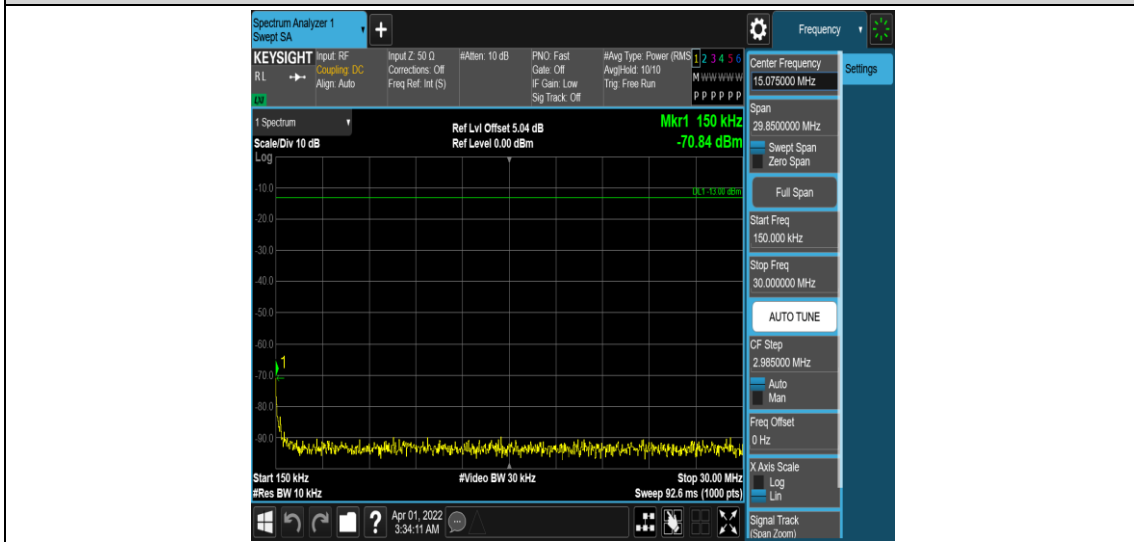 Spectrum Analyzer 1
Swept SA
Frequency
KEYSIGHT
RL
LXI
Input: RF
Coupling: DC
Align: Auto
Input Z: 50 Ω
Corrections: Off
Freq Ref: Int (S)
#Atten: 10 dB
PNO: Fast
Gate: Off
IF Gain: Low
Sig Track: Off
#Avg Type: Power (RMS
Avg|Hold: 10/10
Trig: Free Run
1 2 3 4 5 6
M W W W W W
P P P P P P
1 Spectrum
Scale/Div 10 dB
Log
Ref Lvl Offset 5.04 dB
Ref Level 0.00 dBm
Mkr1 150 kHz
-70.84 dBm
DL1 -13.00 dBm
-10.0
-20.0
-30.0
-40.0
-50.0
-60.0
-70.0
-80.0
-90.0
1
Start 150 kHz
#Res BW 10 kHz
#Video BW 30 kHz
Stop 30.00 MHz
Sweep 92.6 ms (1000 pts)
?
Apr 01, 2022
3:34:11 AM
Center Frequency
15.075000 MHz
Settings
Span
29.8500000 MHz
Swept Span
Zero Span
Full Span
Start Freq
150.000 kHz
Stop Freq
30.000000 MHz
AUTO TUNE
CF Step
2.985000 MHz
Auto
Man
Freq Offset
0 Hz
X Axis Scale
Log
Lin
Signal Track
(Span Zoom)